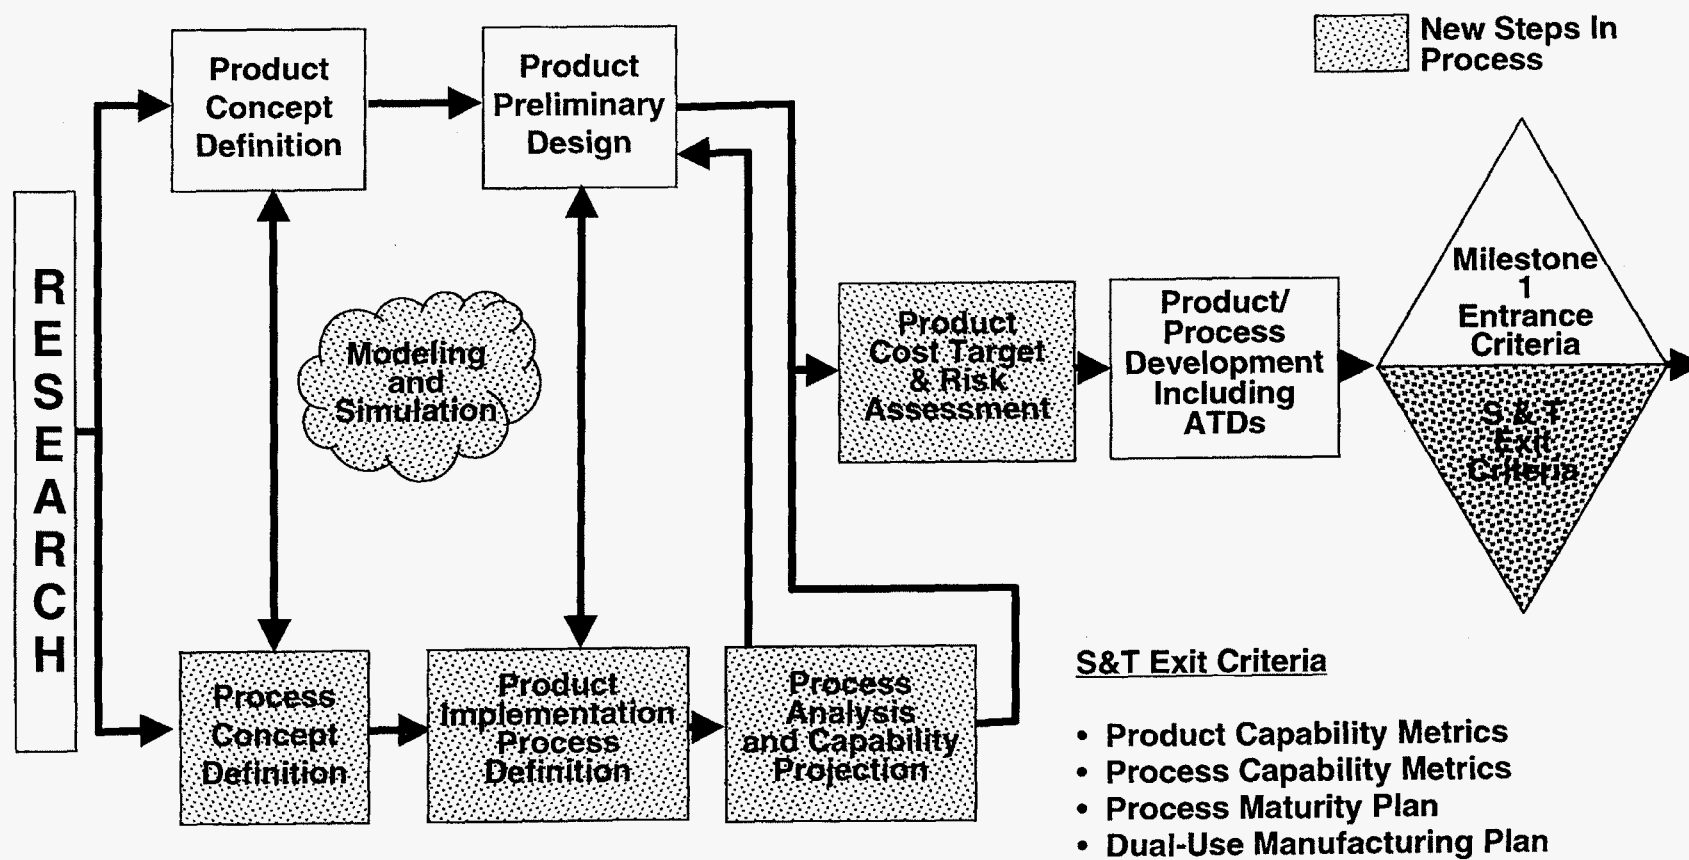 New Steps In
Process
Product
Concept
Definition
Product
Preliminary
Design
R
E
S
E
A
R
C
H
Modeling
and
Simulation
Product
Cost Target
& Risk
Assessment
Product/
Process
Development
Including
ATDs
Milestone
1
Entrance
Criteria
S & T
Exit
Criteria
Process
Concept
Definition
Product
Implementation
Process
Definition
Process
Analysis
and Capability
Projection
S&T Exit Criteria
• Product Capability Metrics
• Process Capability Metrics
• Process Maturity Plan
• Dual-Use Manufacturing Plan